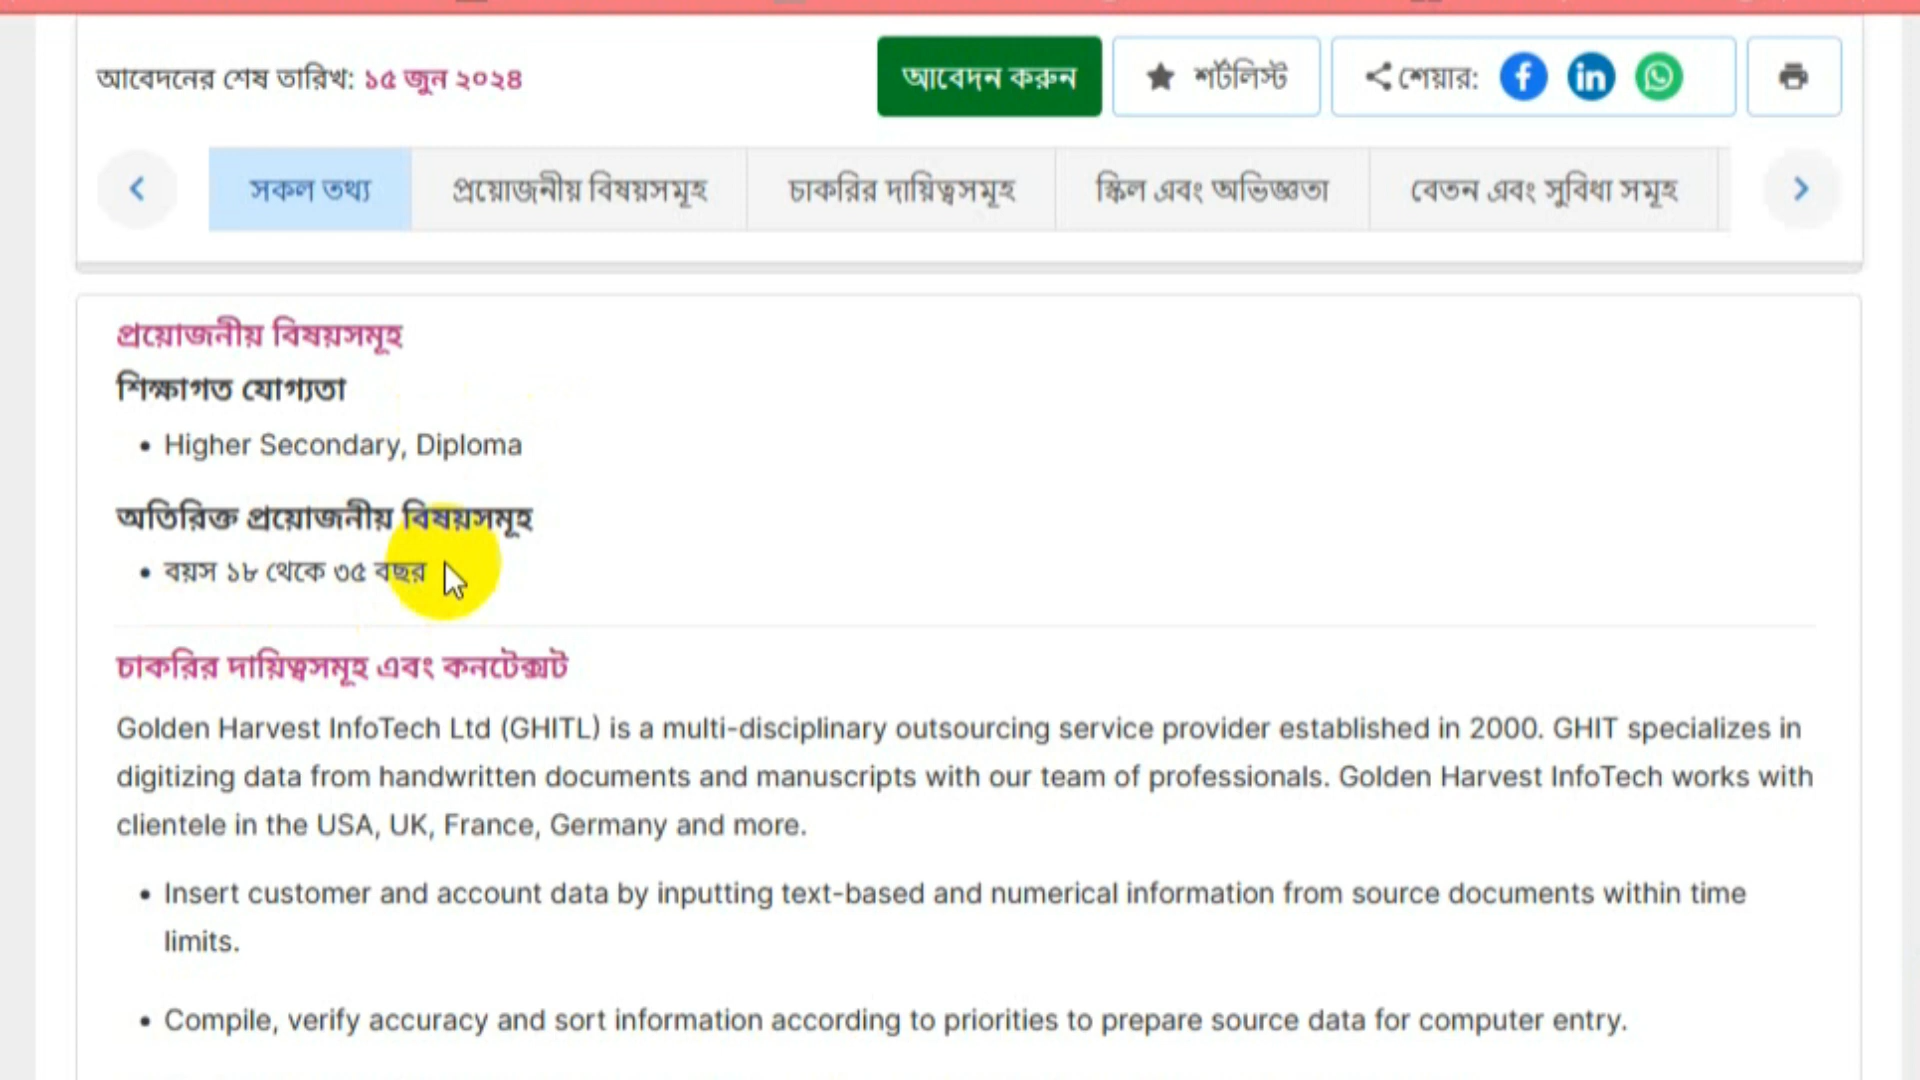 আবেদনের শেষ তারিখ: ১৫ জুন ২০২৪
আবেদন করুন
শর্টলিস্ট
শেয়ার:
সকল তথ্য
প্রয়োজনীয় বিষয়সমূহ
চাকরির দায়িত্বসমূহ
স্কিল এবং অভিজ্ঞতা
বেতন এবং সুবিধা সমূহ
প্রয়োজনীয় বিষয়সমূহ
শিক্ষাগত যোগ্যতা
• Higher Secondary, Diploma
অতিরিক্ত প্রয়োজনীয় বিষয়সমূহ
• বয়স ১৮ থেকে ৩৫ বছর
চাকরির দায়িত্বসমূহ এবং কনটেক্সট
Golden Harvest InfoTech Ltd (GHITL) is a multi-disciplinary outsourcing service provider established in 2000. GHIT specializes in
digitizing data from handwritten documents and manuscripts with our team of professionals. Golden Harvest InfoTech works with
clientele in the USA, UK, France, Germany and more.
• Insert customer and account data by inputting text-based and numerical information from source documents within time
limits.
• Compile, verify accuracy and sort information according to priorities to prepare source data for computer entry.